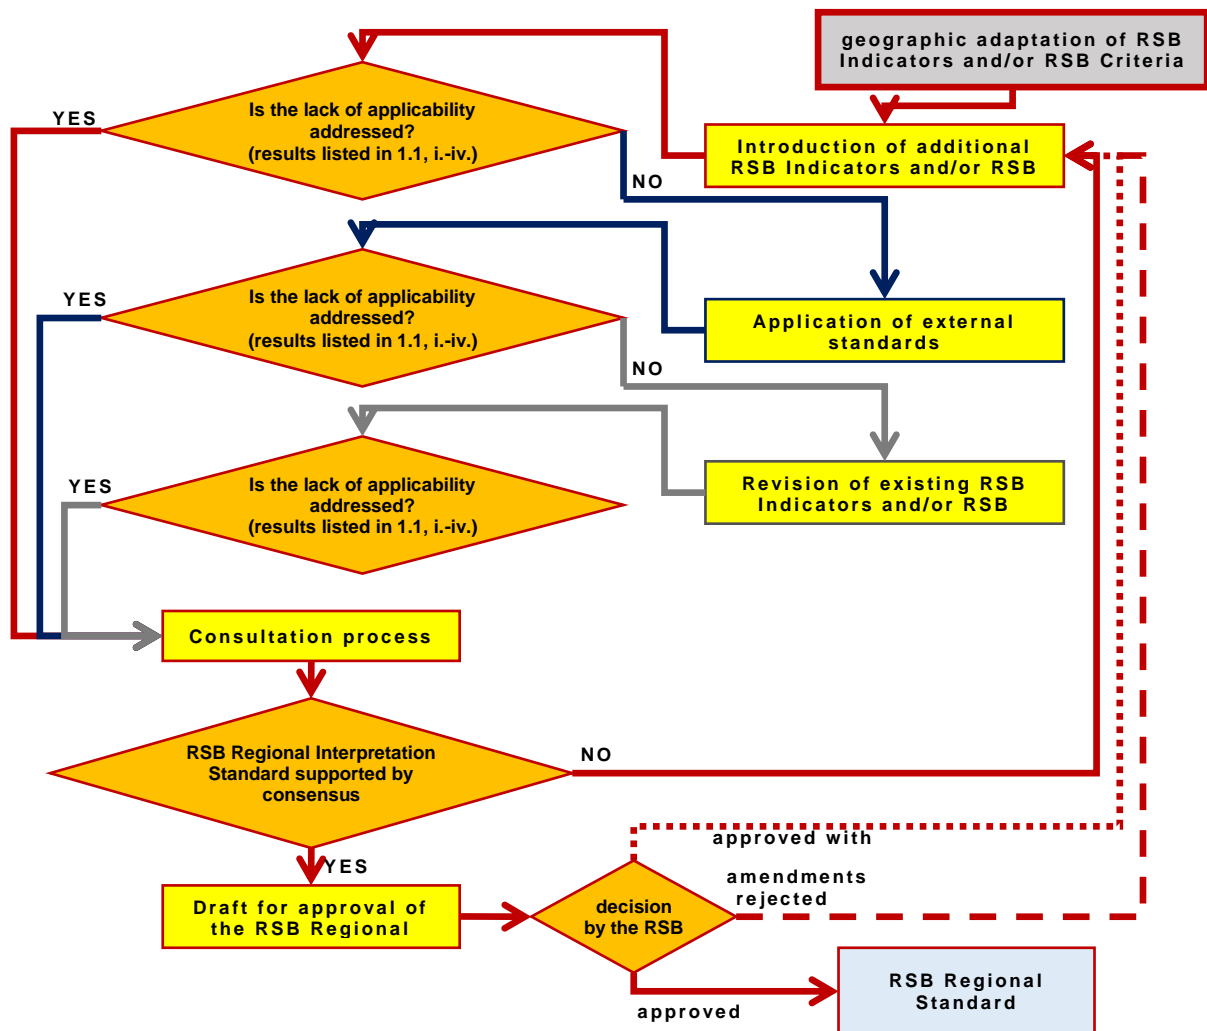 geographic adaptation of RSB
Indicators and/or RSB Criteria
YES
Is the lack of applicability
addressed?
(results listed in 1.1, i.-iv.)
Introduction of additional
RSB Indicators and/or RSB
NO
YES
Is the lack of applicability
addressed?
(results listed in 1.1, i.-iv.)
Application of external
standards
NO
YES
Is the lack of applicability
addressed?
(results listed in 1.1, i.-iv.)
Revision of existing RSB
Indicators and/or RSB
Consultation process
RSB Regional Interpretation
Standard supported by
consensus
NO
YES
approved with
amendments
rejected
Draft for approval of
the RSB Regional
decision
by the RSB
approved
RSB Regional
Standard